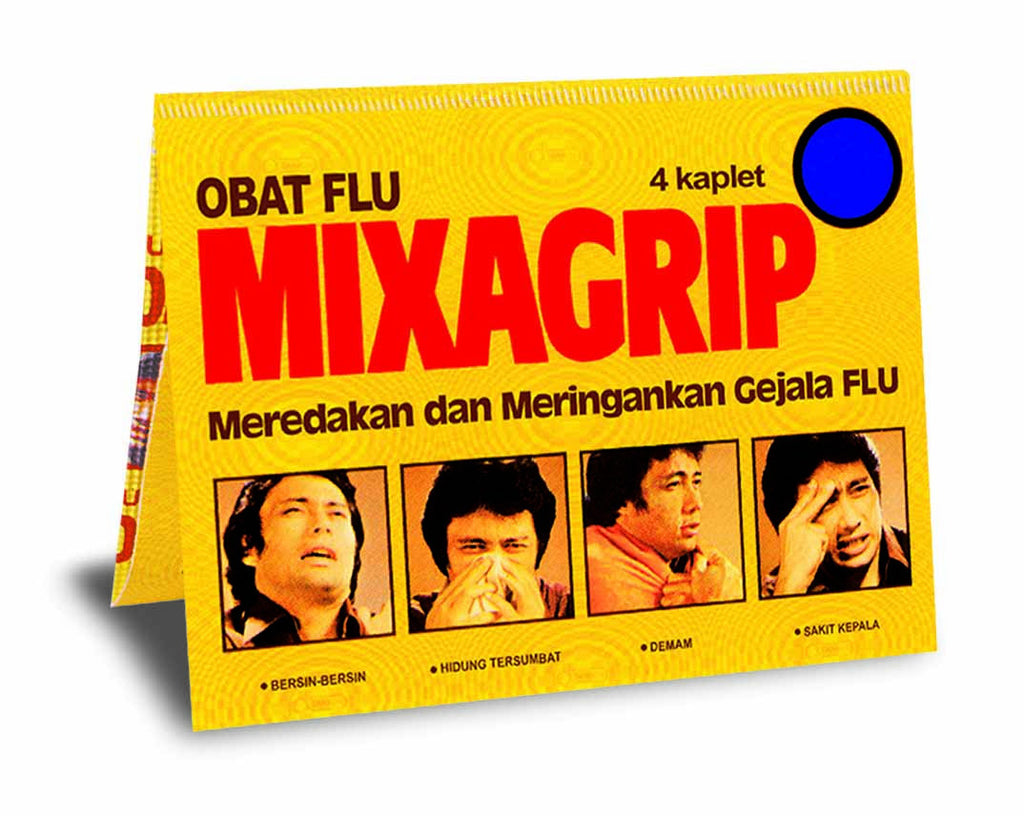 OBAT FLU
4 kaplet
MIXAGRIP
Meredakan dan Meringankan Gejala FLU
• BERSIN-BERSIN
• HIDUNG TERSUMBAT
• DEMAM
• SAKIT KEPALA